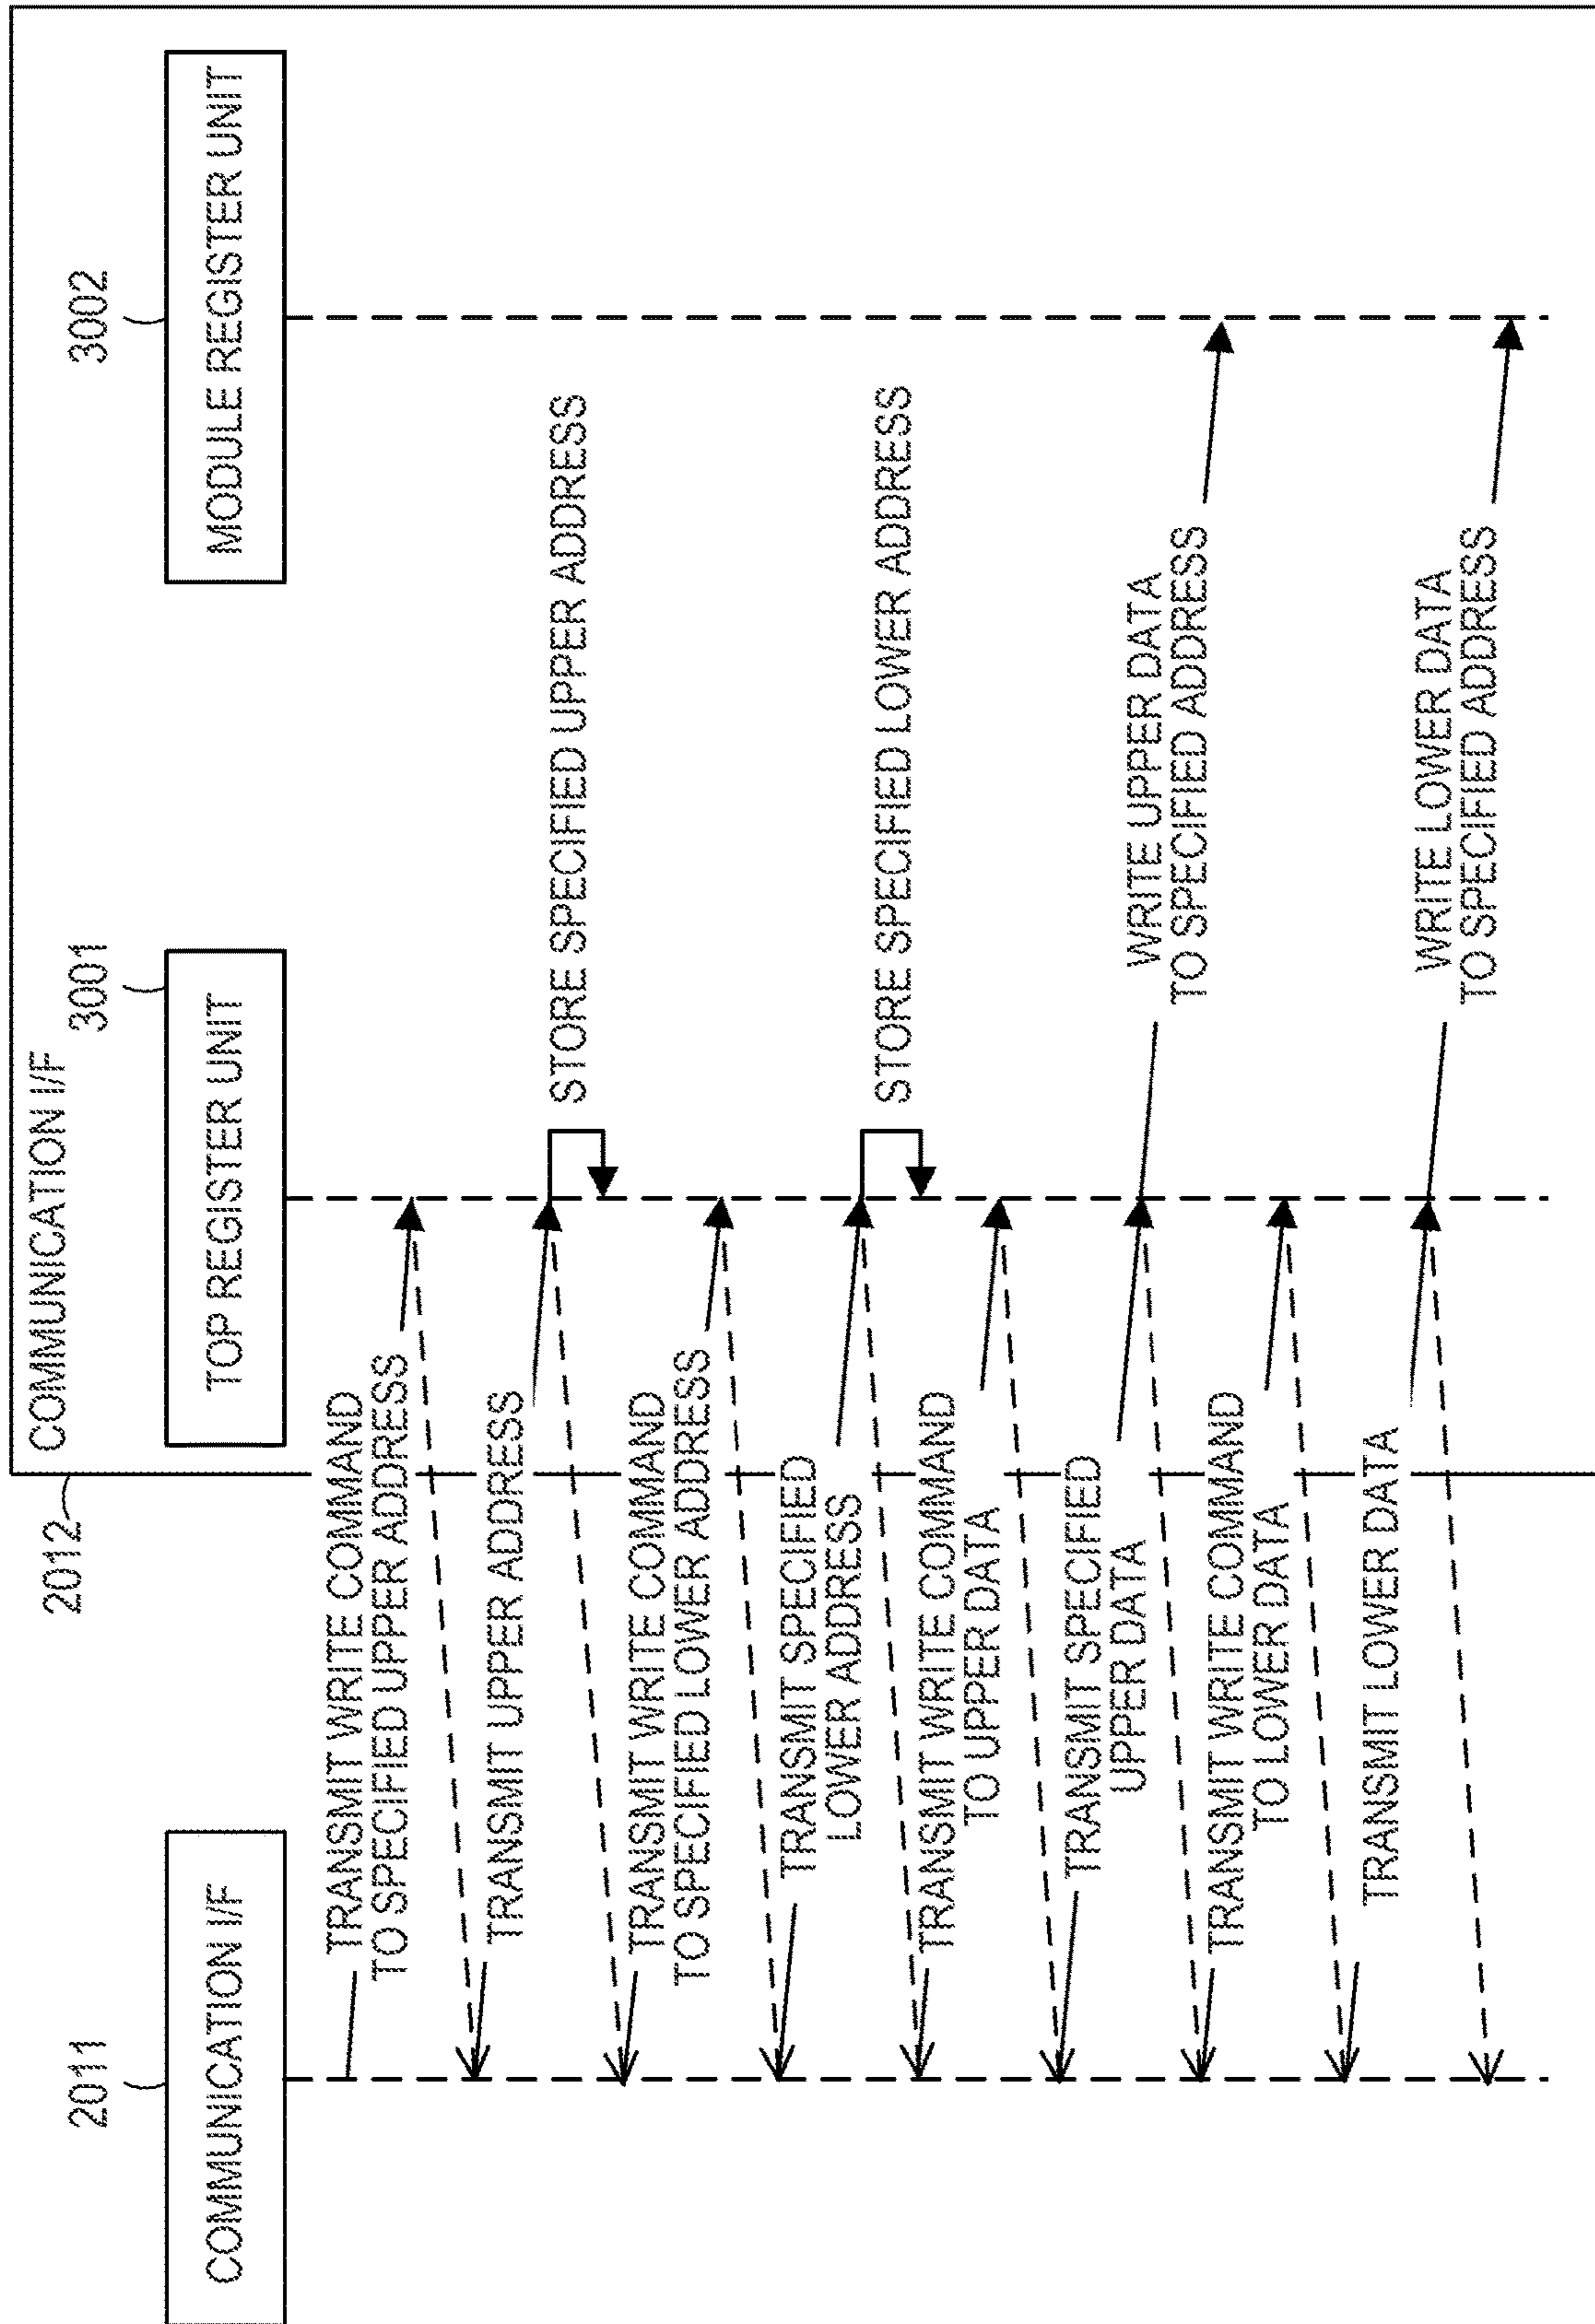 2011
COMMUNICATION I/F
2012
COMMUNICATION I/F
3001
TOP REGISTER UNIT
3002
MODULE REGISTER UNIT
TRANSMIT WRITE COMMAND
TO SPECIFIED UPPER ADDRESS
TRANSMIT UPPER ADDRESS
STORE SPECIFIED UPPER ADDRESS
TRANSMIT WRITE COMMAND
TO SPECIFIED LOWER ADDRESS
TRANSMIT SPECIFIED
LOWER ADDRESS
STORE SPECIFIED LOWER ADDRESS
TRANSMIT WRITE COMMAND
TO UPPER DATA
TRANSMIT SPECIFIED
UPPER DATA
WRITE UPPER DATA
TO SPECIFIED ADDRESS
TRANSMIT WRITE COMMAND
TO LOWER DATA
TRANSMIT LOWER DATA
WRITE LOWER DATA
TO SPECIFIED ADDRESS